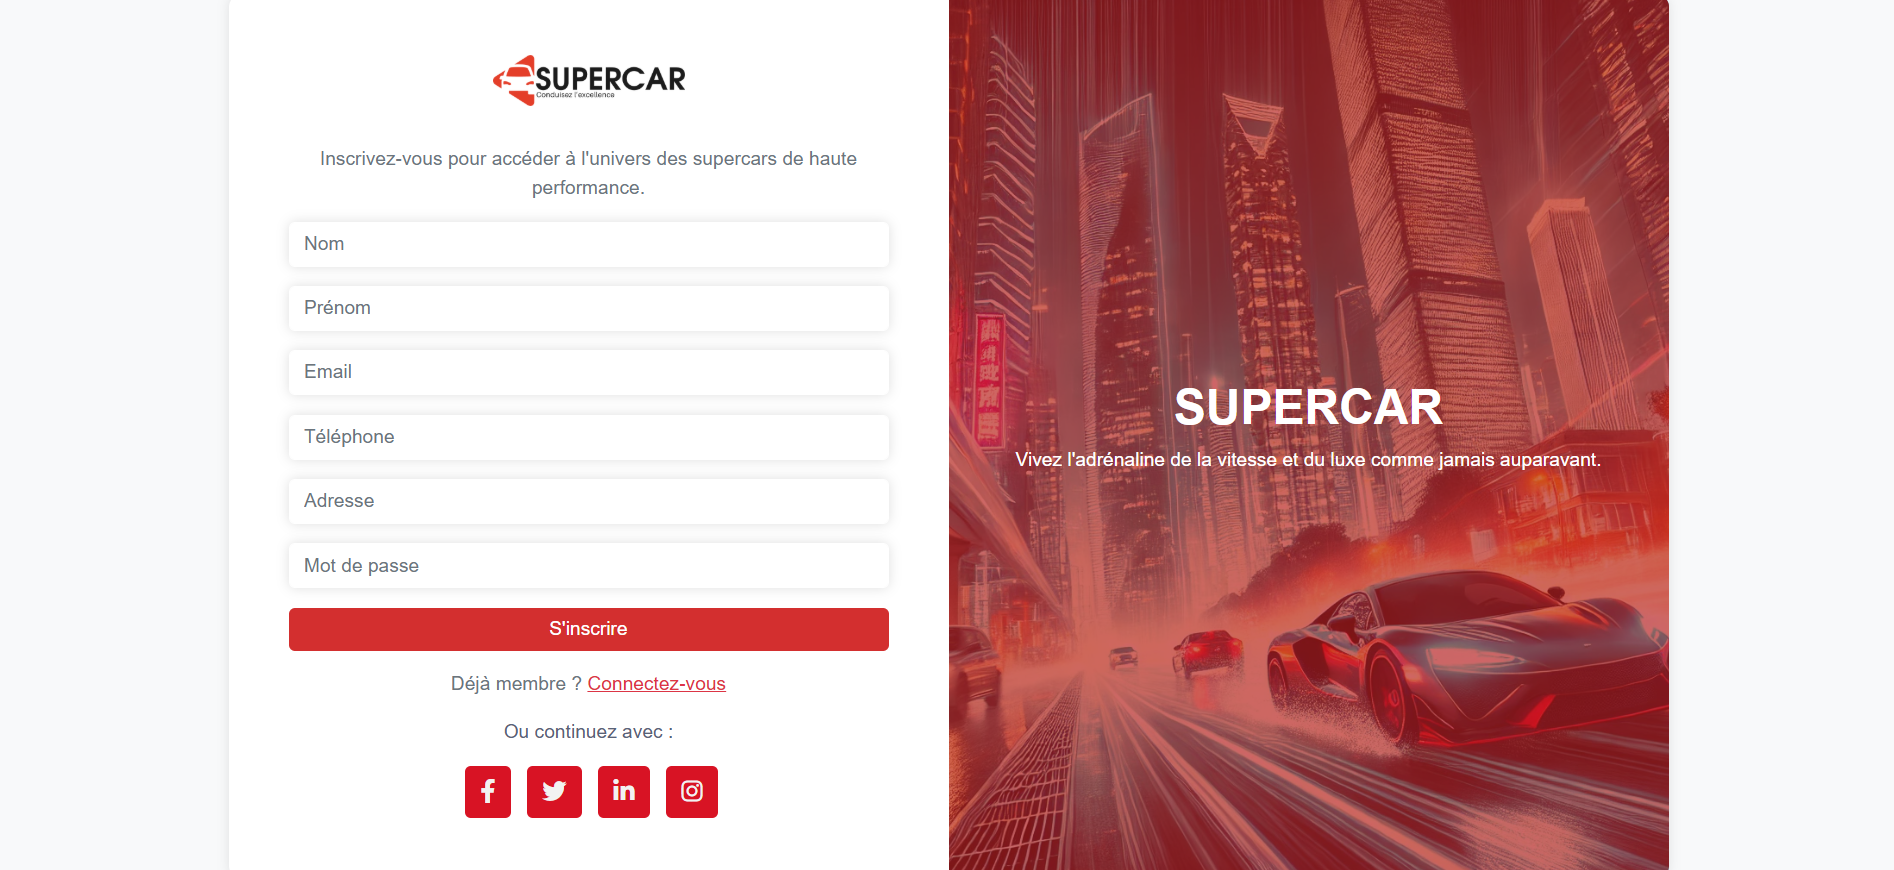 SUPERCAR
Conduisez l'excellence
Inscrivez-vous pour accéder à l'univers des supercars de haute
performance.
Nom
Prénom
Email
Téléphone
Adresse
Mot de passe
S'inscrire
Déjà membre ? Connectez-vous
Ou continuez avec :
SUPERCAR
Vivez l'adrénaline de la vitesse et du luxe comme jamais auparavant.